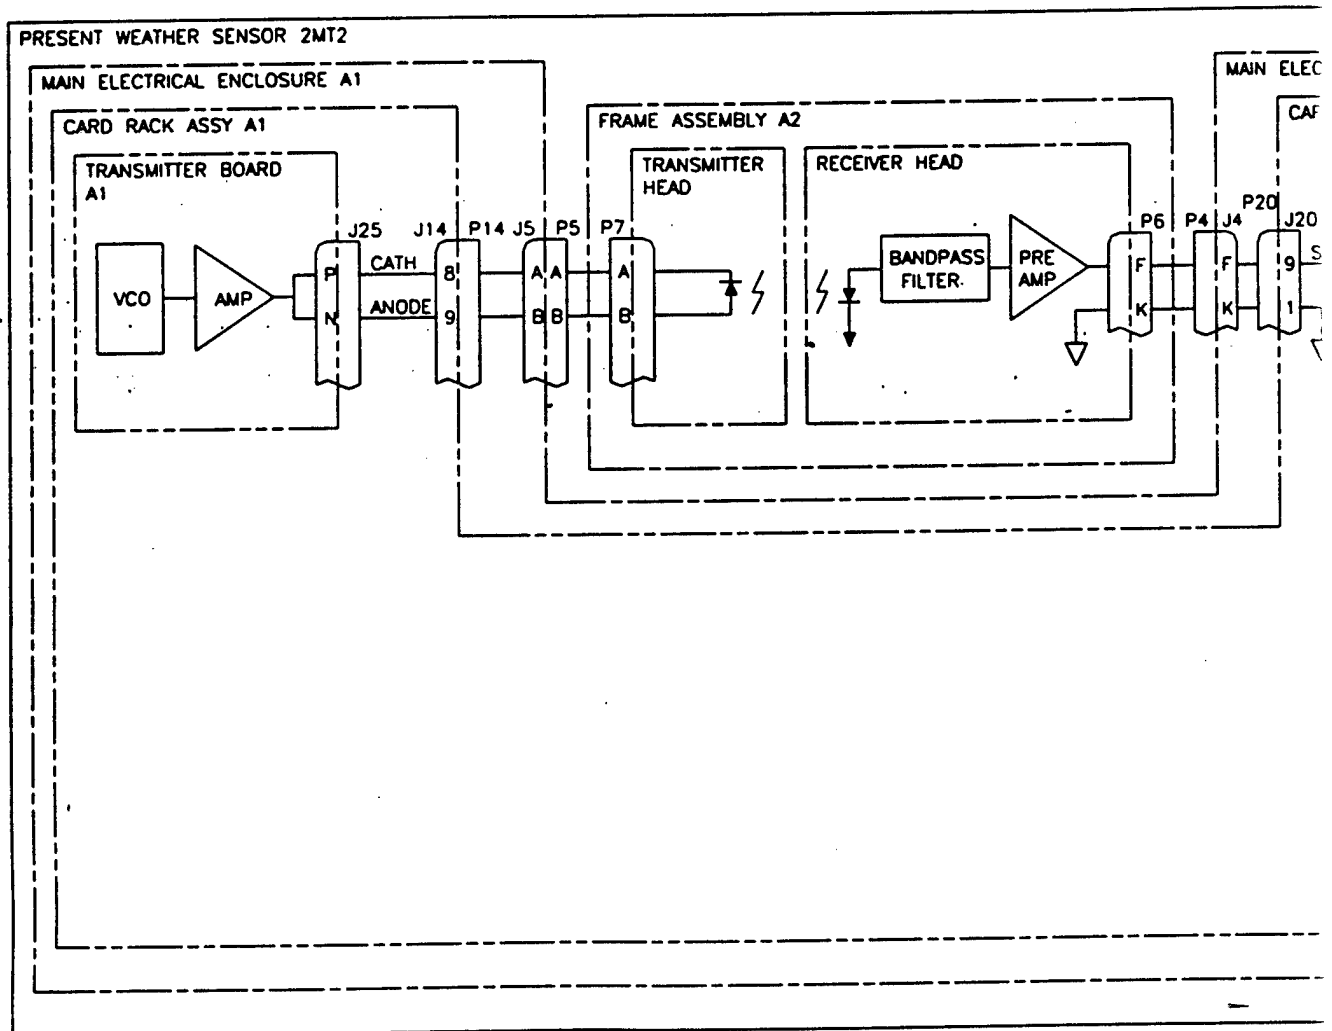 PRESENT WEATHER SENSOR 2MT2
MAIN ELECTRICAL ENCLOSURE A1
MAIN ELEC
CARD RACK ASSY A1
FRAME ASSEMBLY A2
TRANSMITTER BOARD
A1
TRANSMITTER
HEAD
RECEIVER HEAD
J25
J14
P14
J5
P5
P7
P6
P4
J4
P20
J20
VCO
AMP
P
CATH
8
A
A
A
N
ANODE
9
B
B
B
BANDPASS
FILTER
PRE
AMP
F
F
9
S
K
K
1